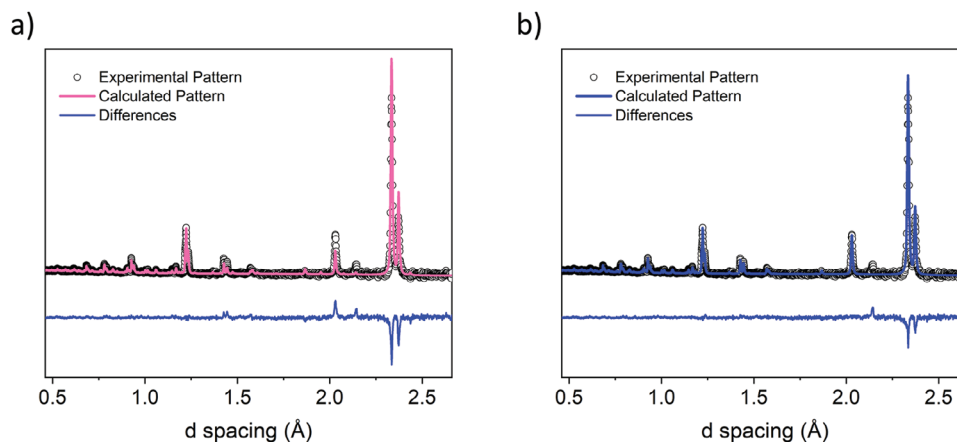 a)
Experimental Pattern
Calculated Pattern
Differences
0.5 1.0 1.5 2.0 2.5
d spacing (Å)
b)
Experimental Pattern
Calculated Pattern
Differences
0.5 1.0 1.5 2.0 2.5
d spacing (Å)